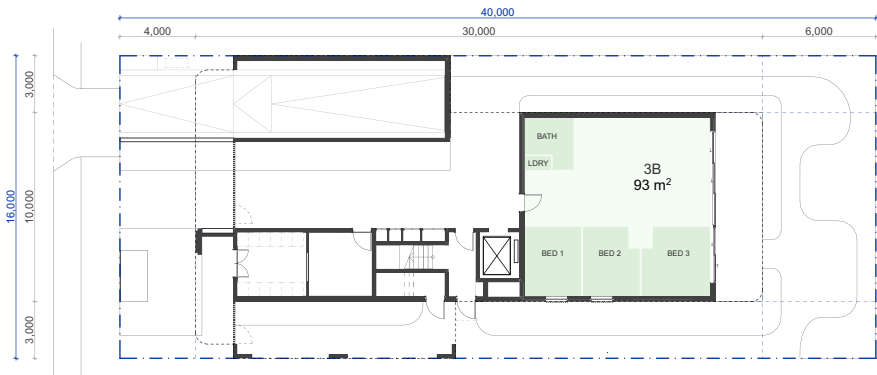 40,000
4,000 30,000 6,000
3,000
10,000
3,000
16,000
BATH
LDRY
3B
93 m²
BED 1 BED 2 BED 3